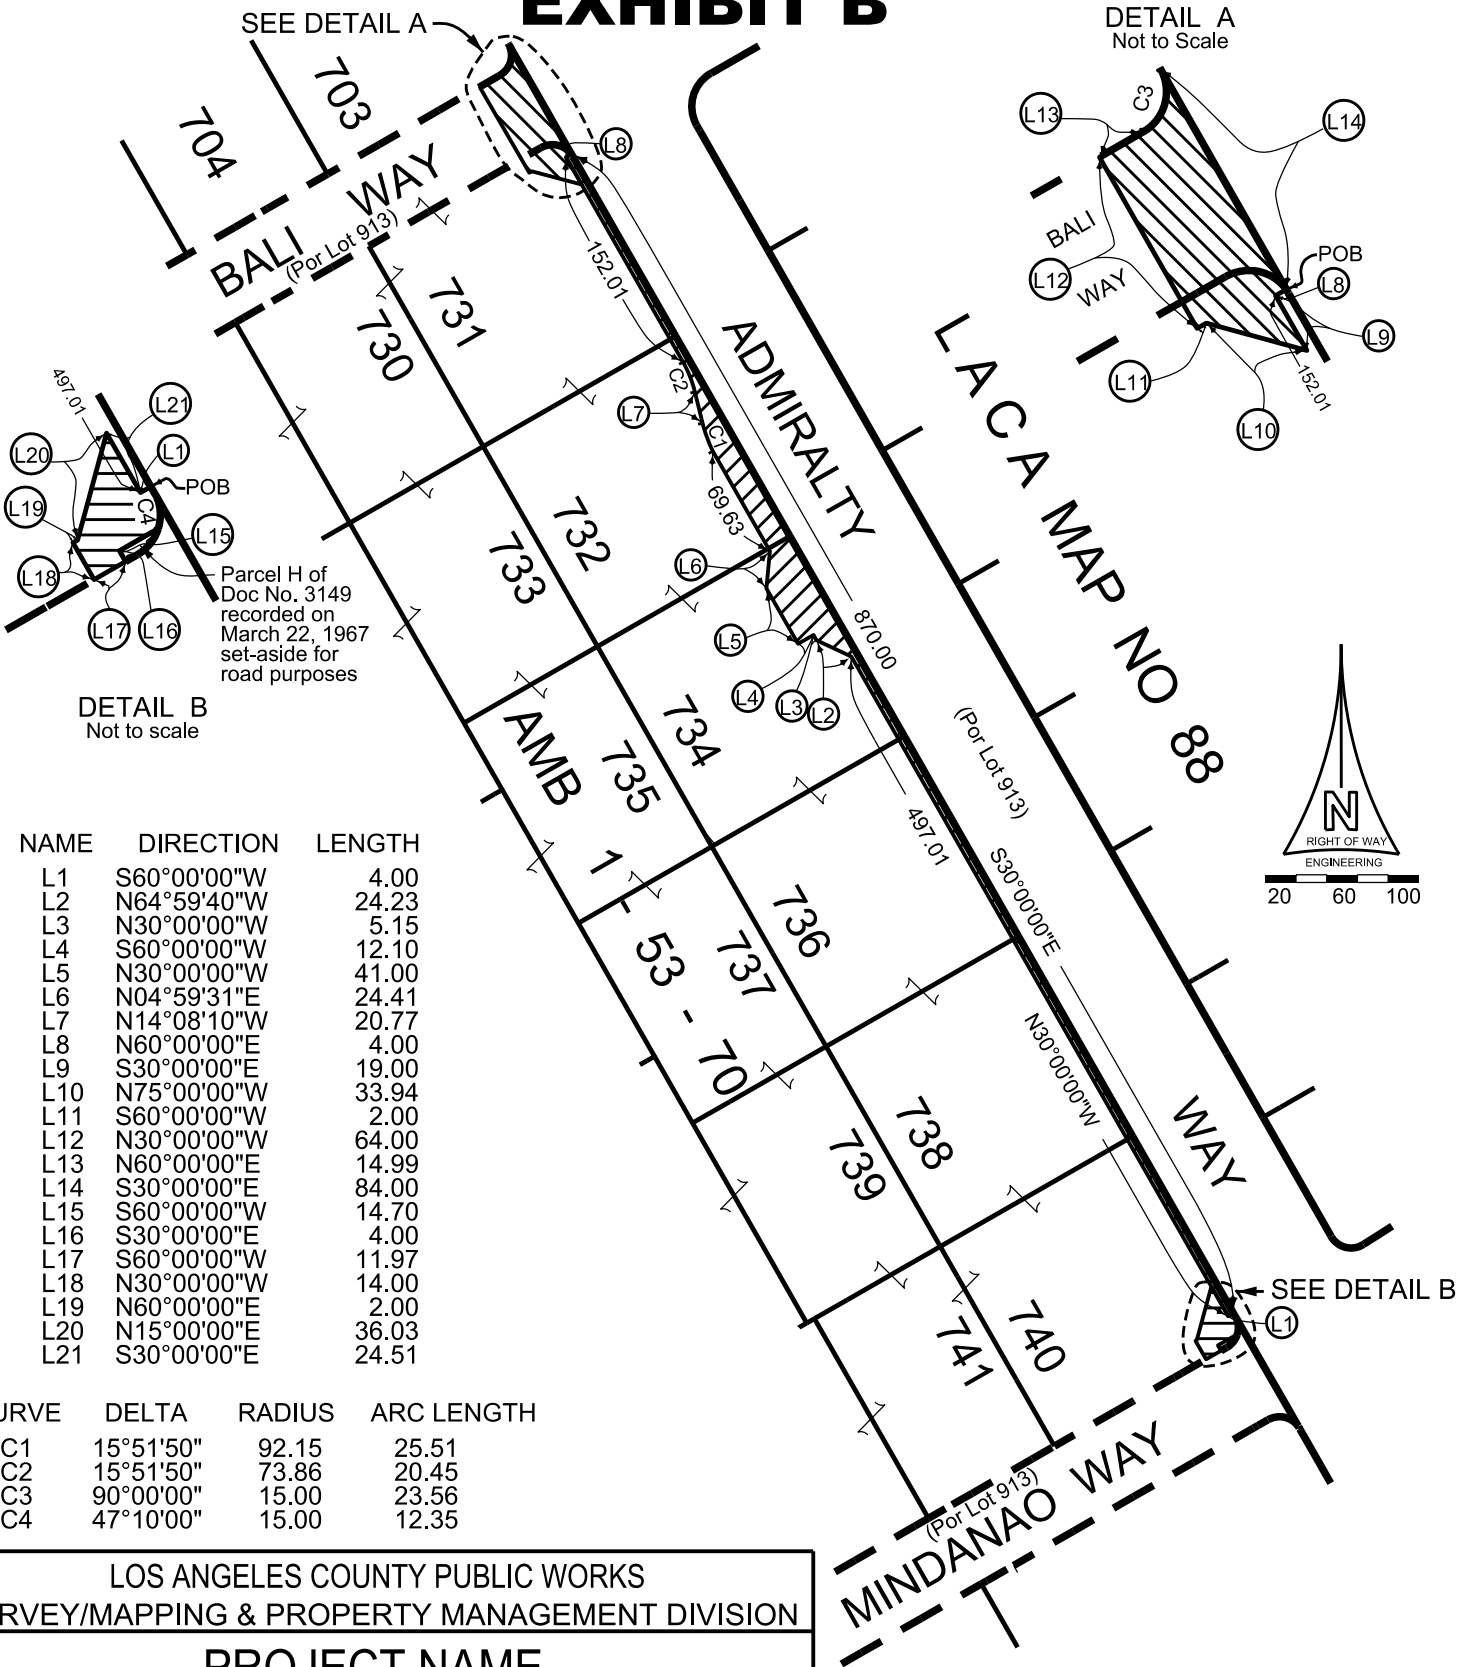 EXHIBIT B
SEE DETAIL A
DETAIL A
Not to Scale
703
704
BALI WAY
(Por Lot 913)
L8
L13
C3
L14
BALI
WAY
L12
POB
L8
L9
L11
152.01
L10
152.01
731
730
C2
L7
C1
69.63
ADMIRALTY
WAY
LACA MAP NO 88
497.01
L21
L20
L1
POB
L19
C4
L15
L18
L17
L16
Parcel H of
Doc No. 3149
recorded on
March 22, 1967
set-aside for
road purposes
DETAIL B
Not to scale
732
733
L6
L5
L4
L3
L2
870.00
734
735
AMB 1 - 53 - 70
(Por Lot 913)
497.01
S30°00'00"E
N30°00'00"W
736
737
738
739
740
741
N
RIGHT OF WAY
ENGINEERING
20 60 100
SEE DETAIL B
L1
MINDANAO WAY
(Por Lot 913)
NAME DIRECTION LENGTH
L1 S60°00'00"W 4.00
L2 N64°59'40"W 24.23
L3 N30°00'00"W 5.15
L4 S60°00'00"W 12.10
L5 N30°00'00"W 41.00
L6 N04°59'31"E 24.41
L7 N14°08'10"W 20.77
L8 N60°00'00"E 4.00
L9 S30°00'00"E 19.00
L10 N75°00'00"W 33.94
L11 S60°00'00"W 2.00
L12 N30°00'00"W 64.00
L13 N60°00'00"E 14.99
L14 S30°00'00"E 84.00
L15 S60°00'00"W 14.70
L16 S30°00'00"E 4.00
L17 S60°00'00"W 11.97
L18 N30°00'00"W 14.00
L19 N60°00'00"E 2.00
L20 N15°00'00"E 36.03
L21 S30°00'00"E 24.51
URVE DELTA RADIUS ARC LENGTH
C1 15°51'50" 92.15 25.51
C2 15°51'50" 73.86 20.45
C3 90°00'00" 15.00 23.56
C4 47°10'00" 15.00 12.35
LOS ANGELES COUNTY PUBLIC WORKS
RVEY/MAPPING & PROPERTY MANAGEMENT DIVISION
PROJECT NAME